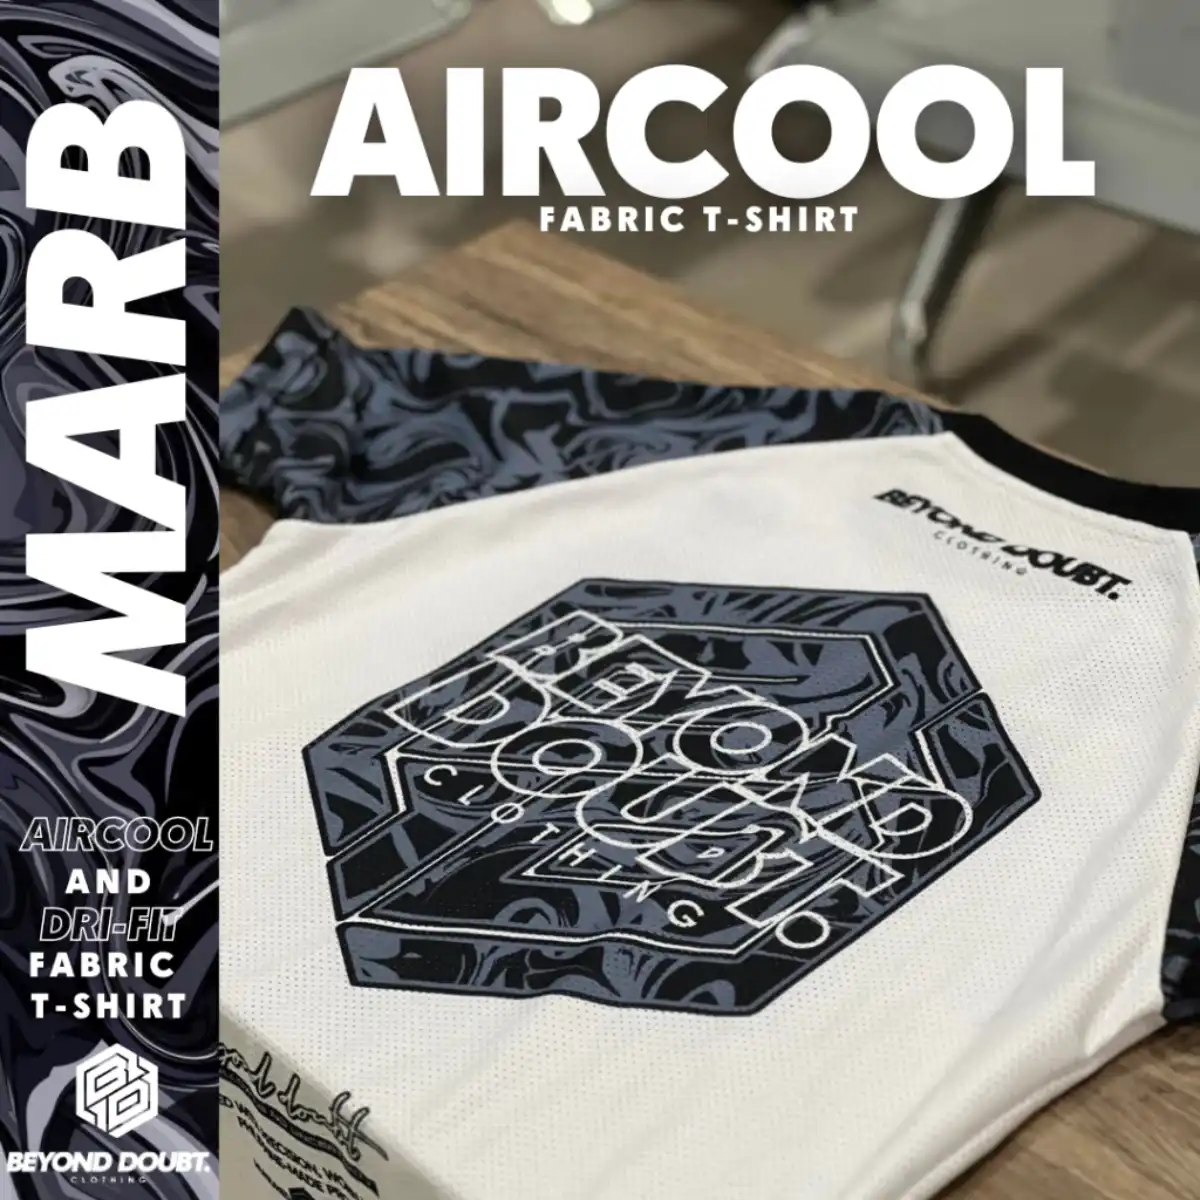 MARB
AIRCOOL
AND
DRI-FIT
FABRIC
T-SHIRT
BEYOND DOUBT.
CLOTHING
AIRCOOL
FABRIC T-SHIRT
BEYOND DOUBT.
CLOTHING
BEYOND
DOUBT.
CLOTHING
doubt